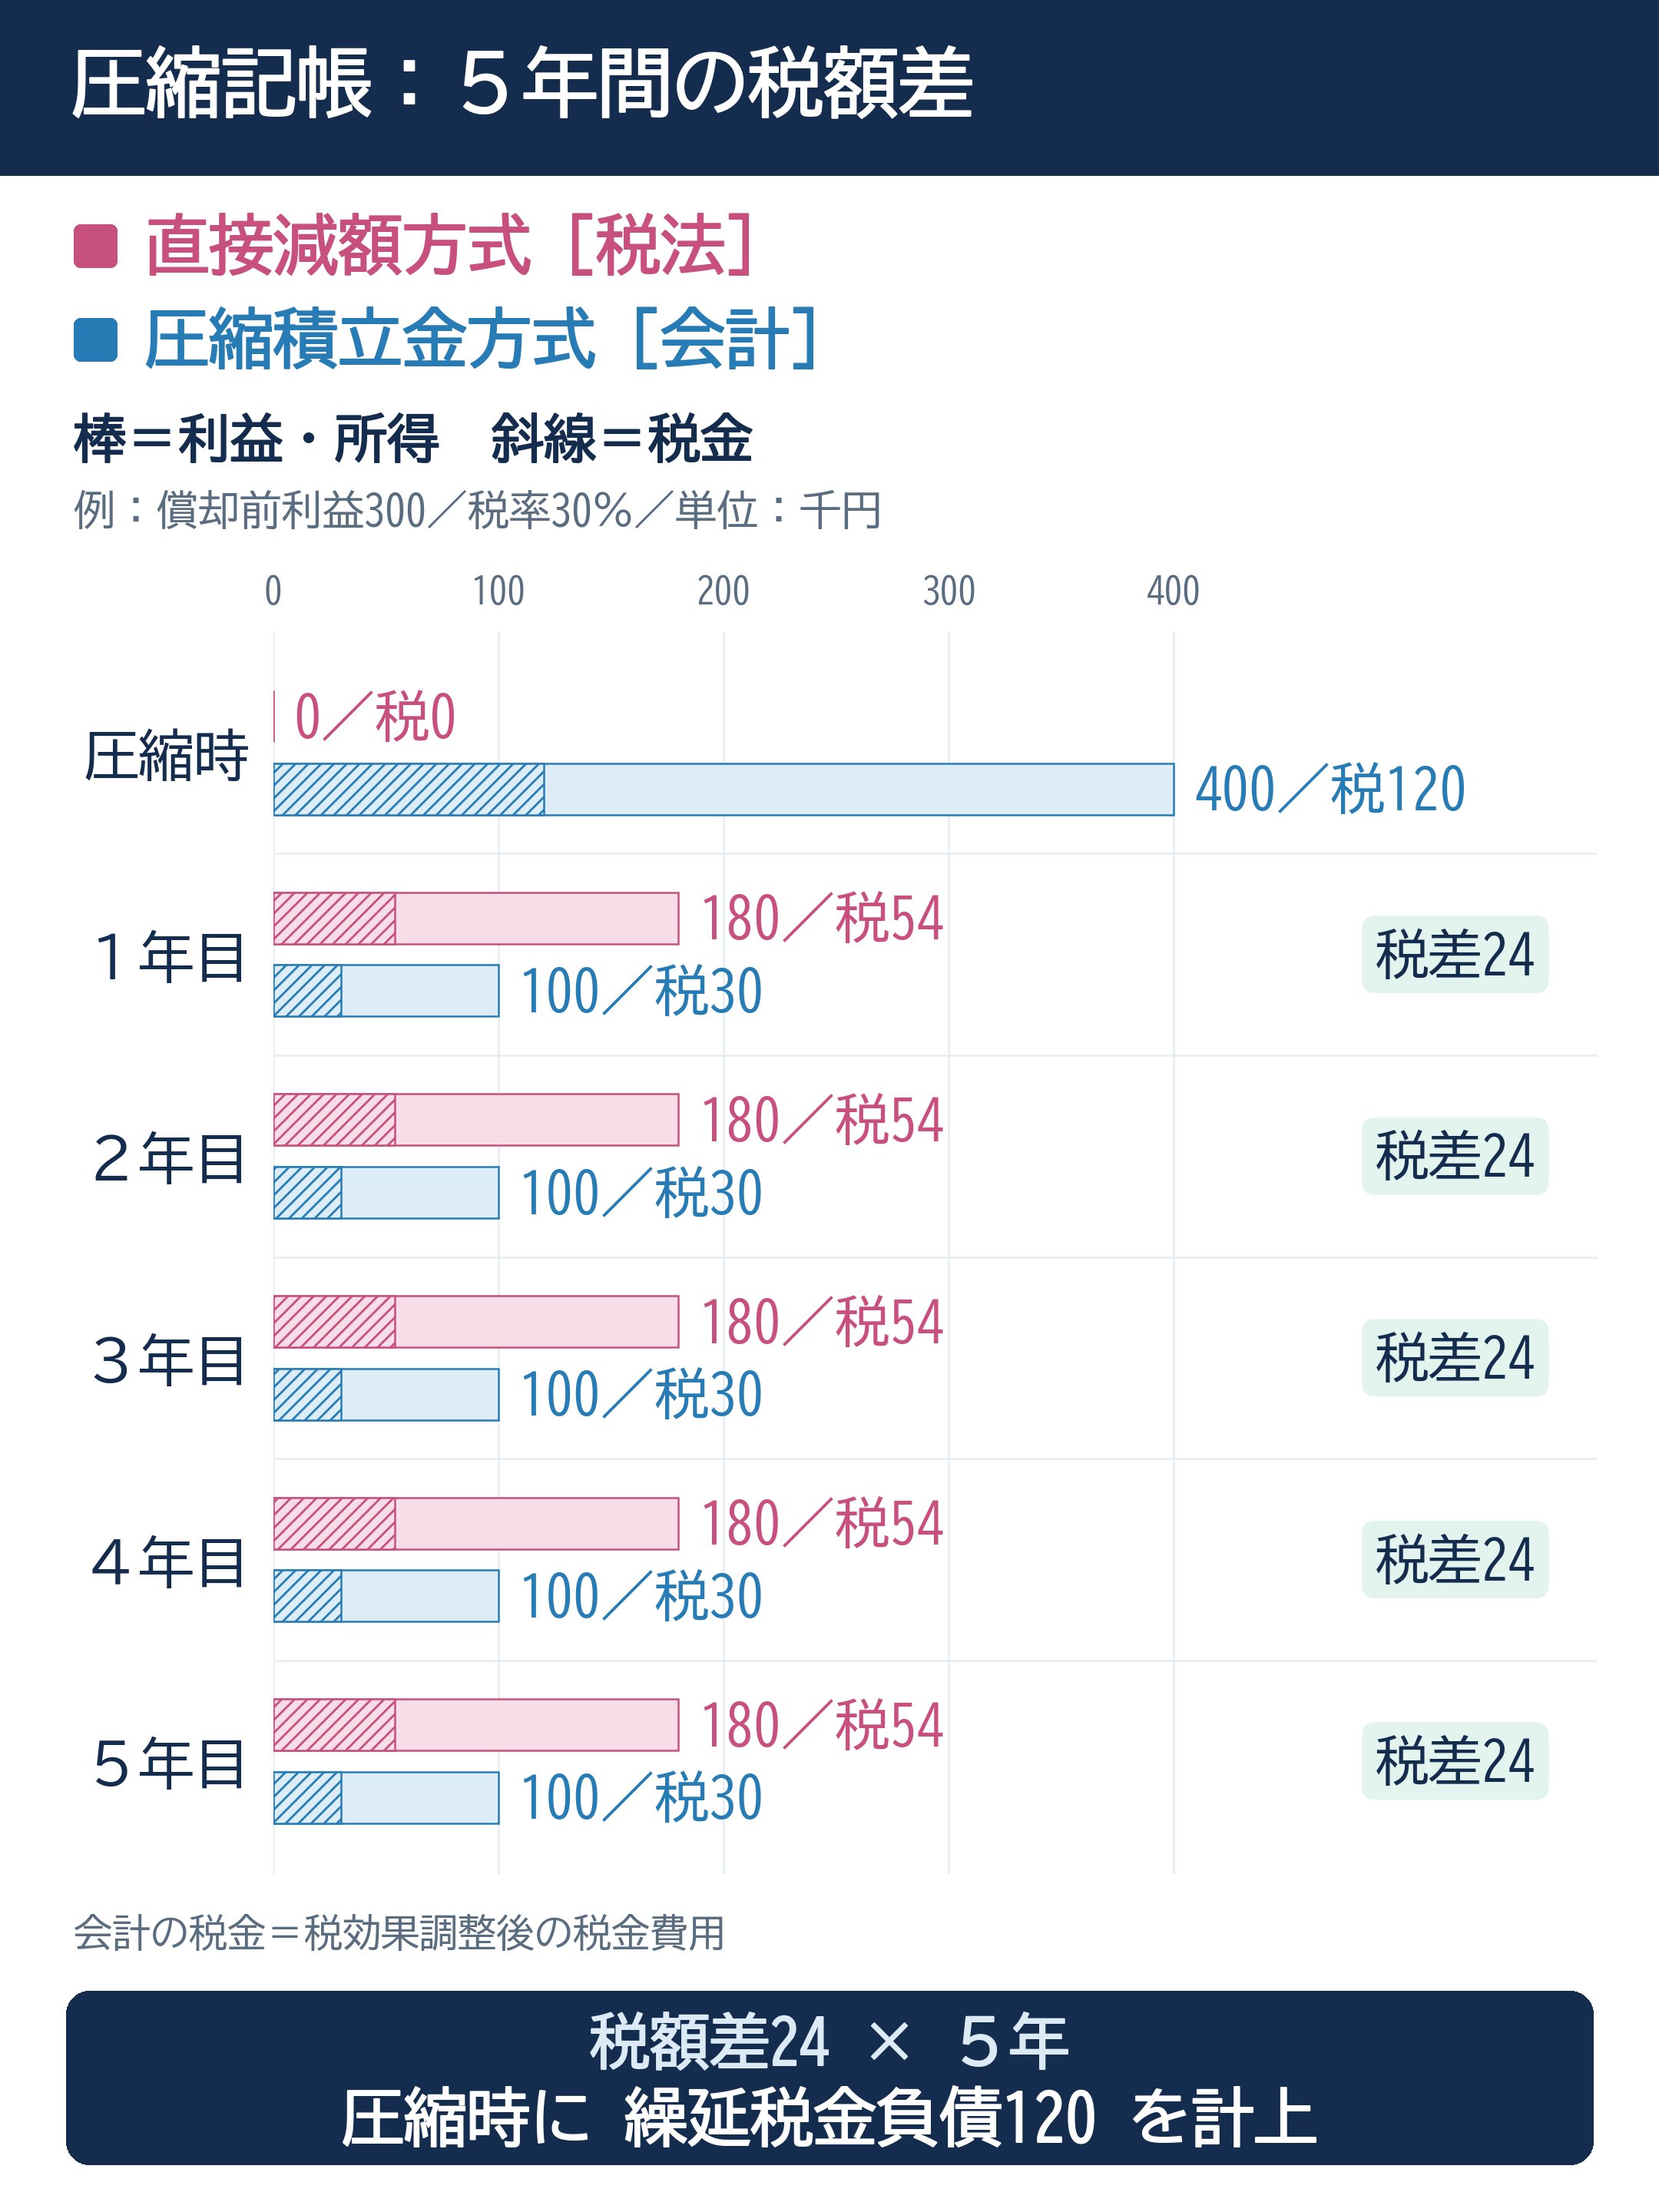 圧縮記帳：５年間の税額差
直接減額方式［税法］
圧縮積立金方式［会計］
棒＝利益・所得　斜線＝税金
例：償却前利益300／税率30％／単位：千円
0 100 200 300 400
圧縮時
0／税0
400／税120
１年目
180／税54
100／税30
税差24
２年目
180／税54
100／税30
税差24
３年目
180／税54
100／税30
税差24
４年目
180／税54
100／税30
税差24
５年目
180／税54
100／税30
税差24
会計の税金＝税効果調整後の税金費用
税額差24 × ５年
圧縮時に 繰延税金負債120 を計上